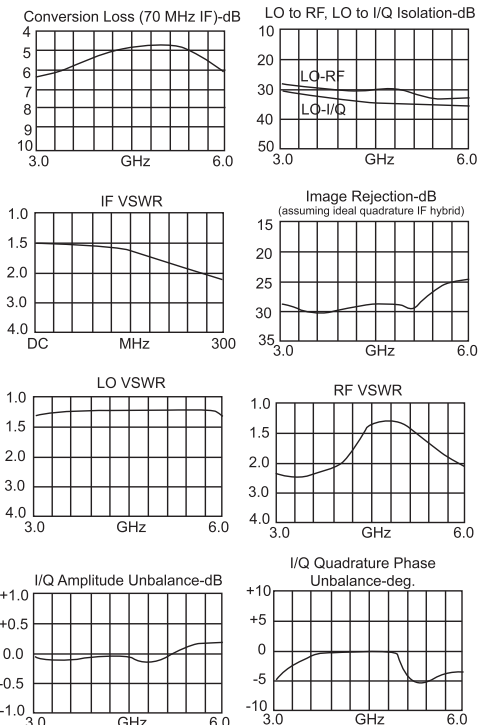 Conversion Loss (70 MHz IF)-dB
4
5
6
7
8
9
10
3.0 GHz 6.0
LO to RF, LO to I/Q Isolation-dB
10
20
30
40
50
LO-RF
LO-I/Q
3.0 GHz 6.0
IF VSWR
1.0
1.5
2.0
3.0
4.0
DC MHz 300
Image Rejection-dB
(assuming ideal quadrature IF hybrid)
15
20
25
30
35
3.0 GHz 6.0
LO VSWR
1.0
1.5
2.0
3.0
4.0
3.0 GHz 6.0
RF VSWR
1.0
1.5
2.0
3.0
4.0
3.0 GHz 6.0
I/Q Amplitude Unbalance-dB
+1.0
+0.5
0.0
-0.5
-1.0
3.0 GHz 6.0
I/Q Quadrature Phase
Unbalance-deg.
+10
+5
0
-5
-10
3.0 GHz 6.0